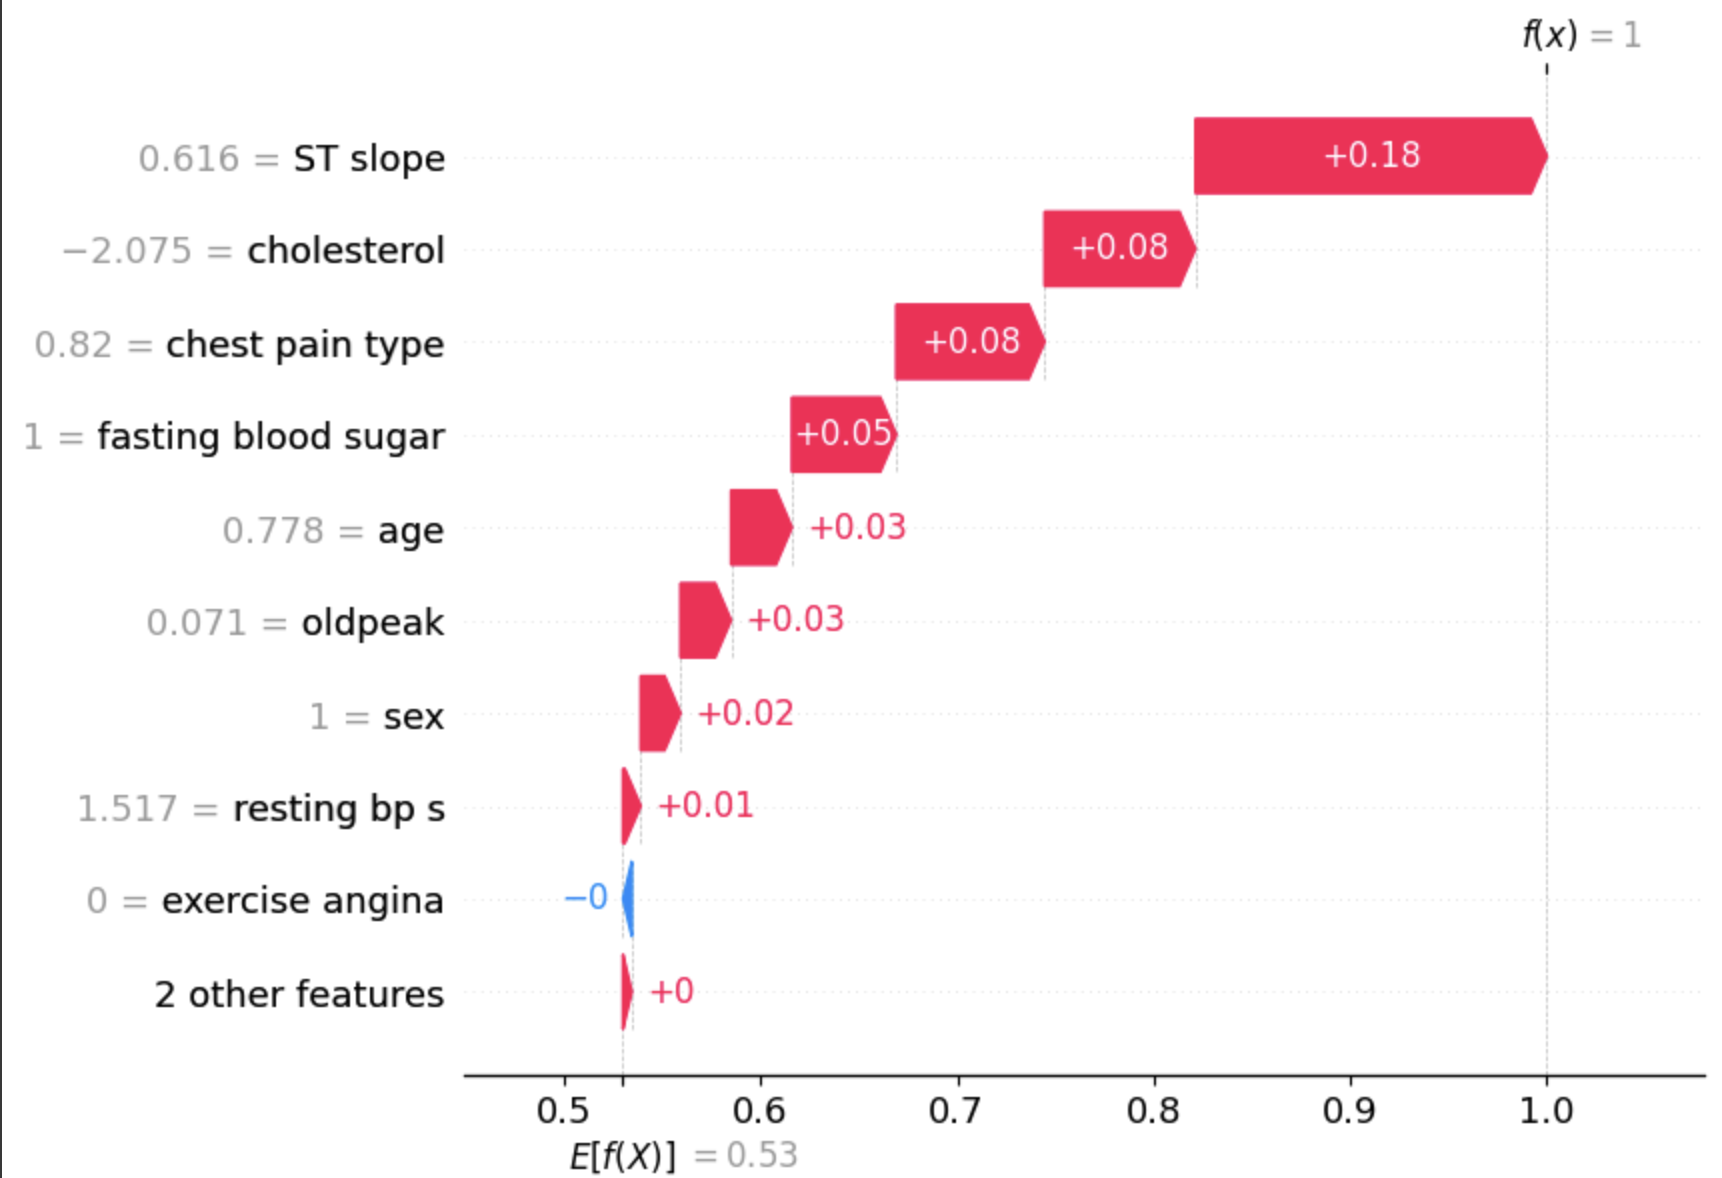 f(x) = 1
0.616 = ST slope +0.18
−2.075 = cholesterol +0.08
0.82 = chest pain type +0.08
1 = fasting blood sugar +0.05
0.778 = age +0.03
0.071 = oldpeak +0.03
1 = sex +0.02
1.517 = resting bp s +0.01
0 = exercise angina −0
2 other features +0
0.5 0.6 0.7 0.8 0.9 1.0
E[f(X)] = 0.53